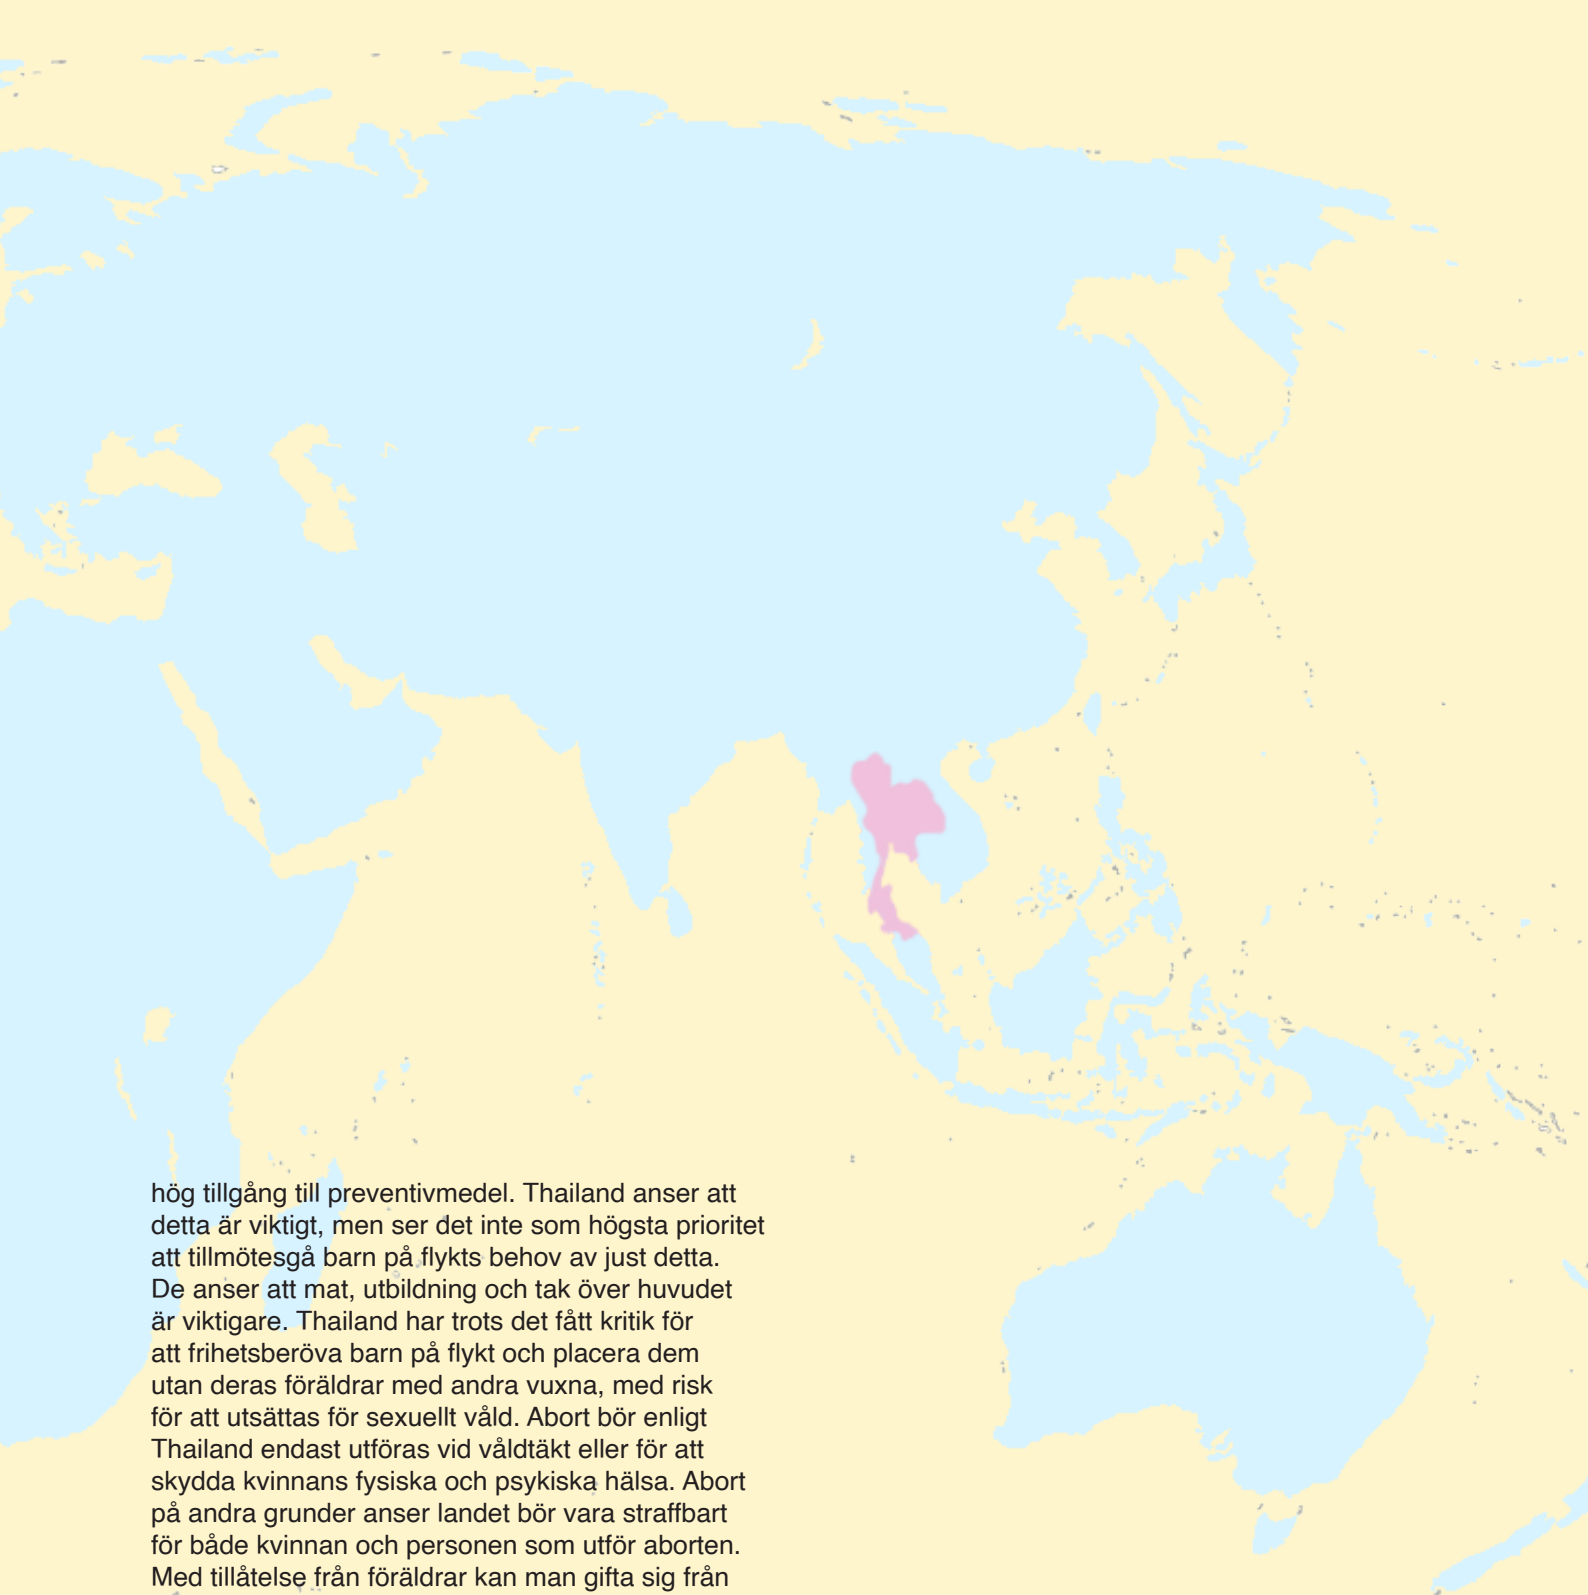 hög tillgång till preventivmedel. Thailand anser att
detta är viktigt, men ser det inte som högsta prioritet
att tillmötesgå barn på flykts behov av just detta.
De anser att mat, utbildning och tak över huvudet
är viktigare. Thailand har trots det fått kritik för
att frihetsberöva barn på flykt och placera dem
utan deras föräldrar med andra vuxna, med risk
för att utsättas för sexuellt våld. Abort bör enligt
Thailand endast utföras vid våldtäkt eller för att
skydda kvinnans fysiska och psykiska hälsa. Abort
på andra grunder anser landet bör vara straffbart
för både kvinnan och personen som utför aborten.
Med tillåtelse från föräldrar kan man gifta sig från